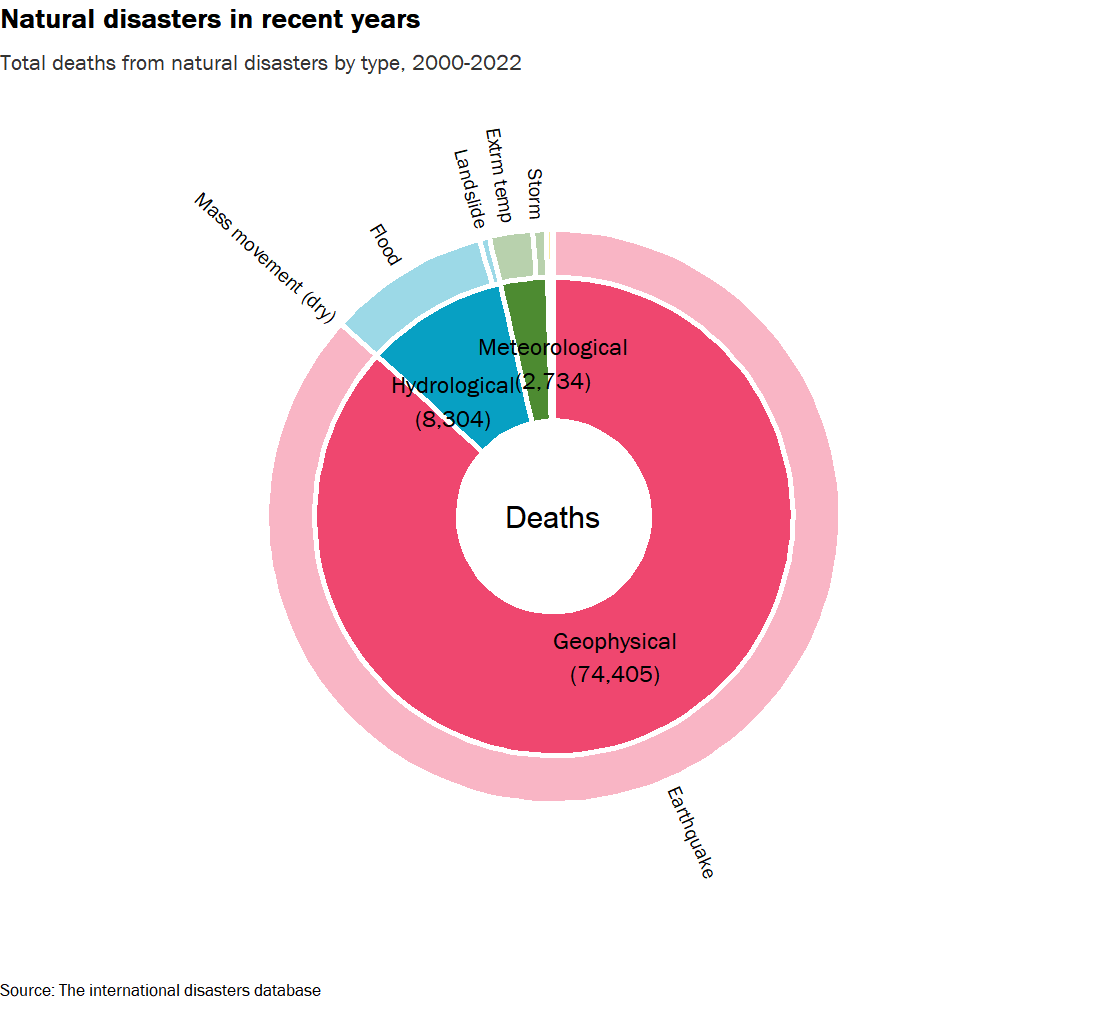 Natural disasters in recent years
Total deaths from natural disasters by type, 2000-2022
Mass movement (dry)
Flood
Landslide
Extrm temp
Storm
Meteorological
(2,734)
Hydrological
(8,304)
Deaths
Geophysical
(74,405)
Earthquake
Source: The international disasters database